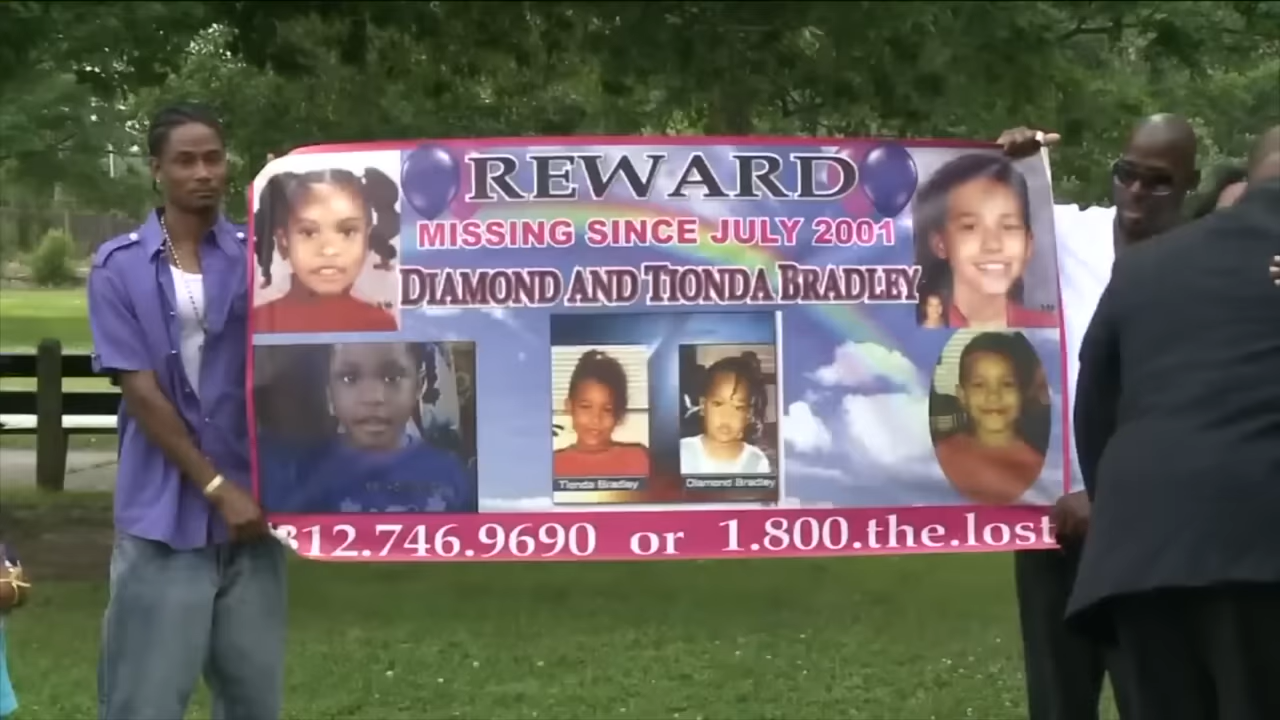 REWARD
MISSING SINCE JULY 2001
DIAMOND AND TIONDA BRADLEY
Tionda Bradley
Diamond Bradley
312.746.9690 or 1.800.the.lost